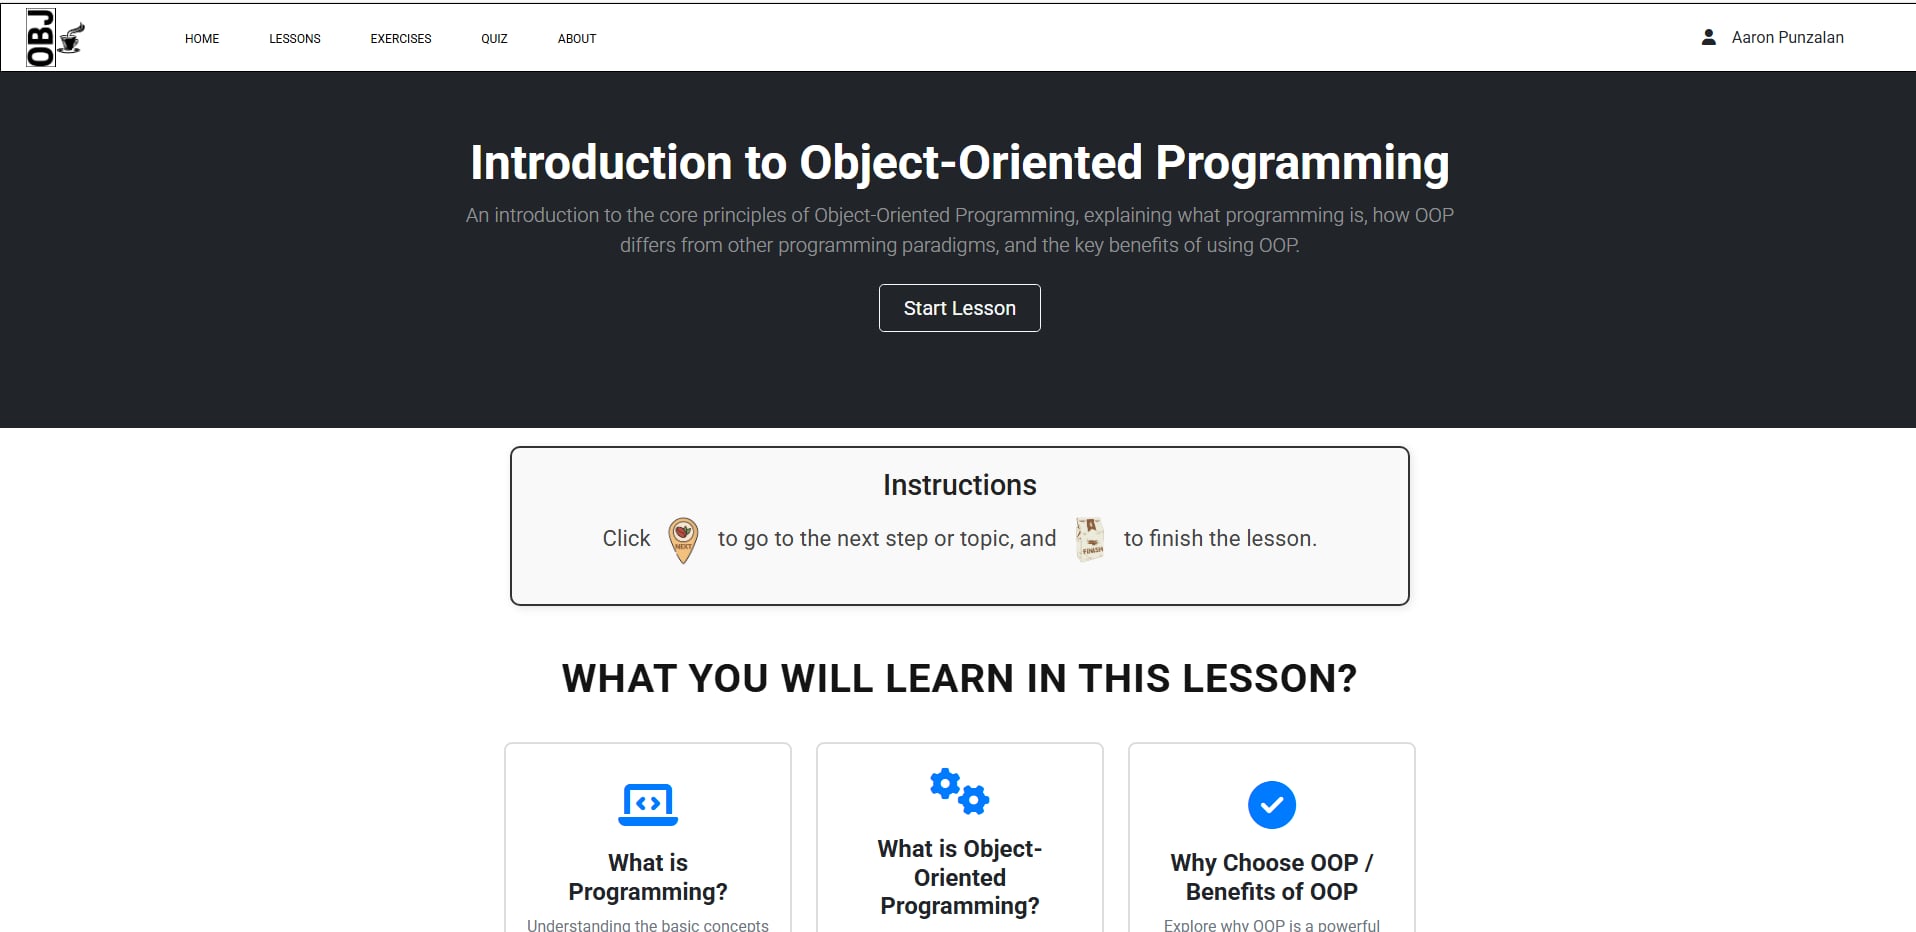 OBJ
HOME
LESSONS
EXERCISES
QUIZ
ABOUT
Aaron Punzalan
Introduction to Object-Oriented Programming
An introduction to the core principles of Object-Oriented Programming, explaining what programming is, how OOP
differs from other programming paradigms, and the key benefits of using OOP.
Start Lesson
Instructions
Click NEXT to go to the next step or topic, and FINISH to finish the lesson.
WHAT YOU WILL LEARN IN THIS LESSON?
What is
Programming?
Understanding the basic concepts
What is Object-
Oriented
Programming?
Why Choose OOP /
Benefits of OOP
Explore why OOP is a powerful